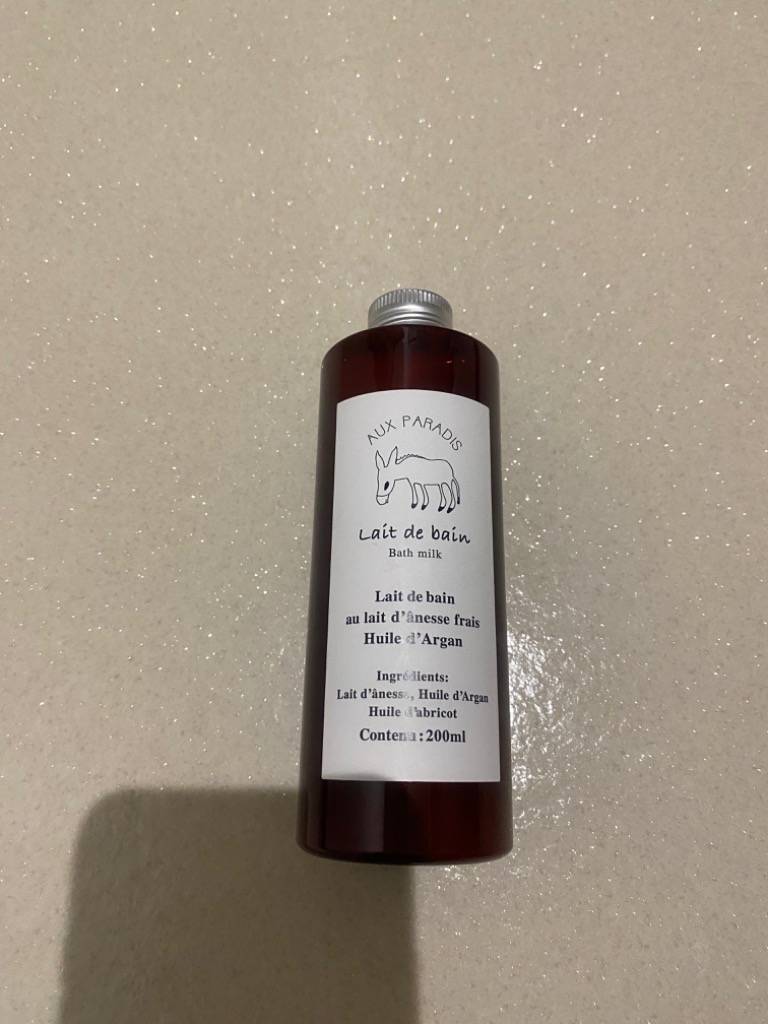 AUX PARADIS
Lait de bain
Bath milk
Lait de bain
au lait d'ânesse frais
Huile d'Argan
Ingrédients:
Lait d'ânesse, Huile d'Argan
Huile d'abricot
Contenu : 200ml